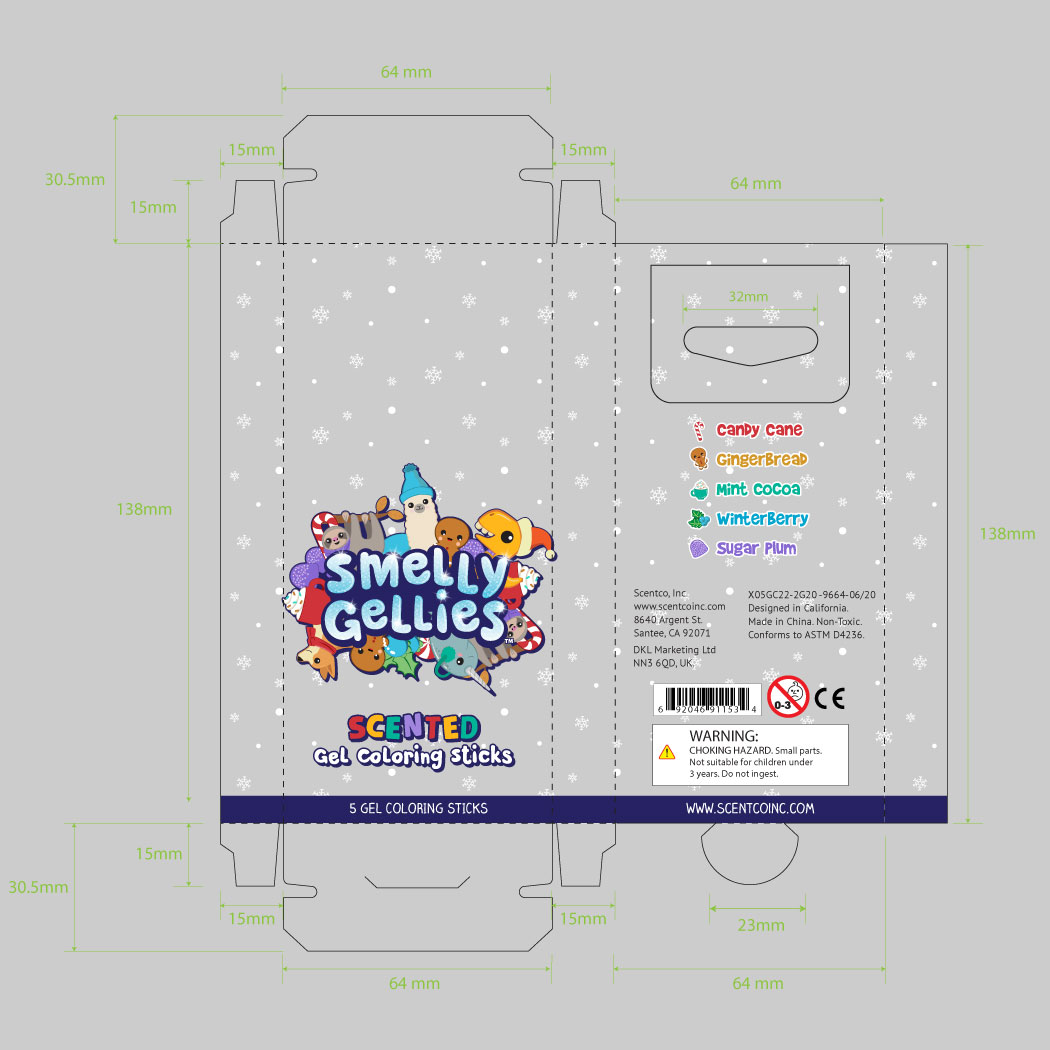 64 mm
15mm
15mm
30.5mm
64 mm
15mm
32mm
Candy Cane
GingerBread
Mint Cocoa
WinterBerry
Sugar Plum
138mm
138mm
Smelly
Gellies™
Scentco, Inc.
www.scentcoinc.com
8640 Argent St.
Santee, CA 92071
DKL Marketing Ltd
NN3 6QD, UK
X05GC22-2G20-9664-06/20
Designed in California.
Made in China. Non-Toxic.
Conforms to ASTM D4236.
6 92046 91153 4
0-3
CE
SCENTED
Gel Coloring Sticks
WARNING:
CHOKING HAZARD. Small parts.
Not suitable for children under
3 years. Do not ingest.
5 GEL COLORING STICKS
WWW.SCENTCOINC.COM
15mm
30.5mm
15mm
15mm
23mm
64 mm
64 mm